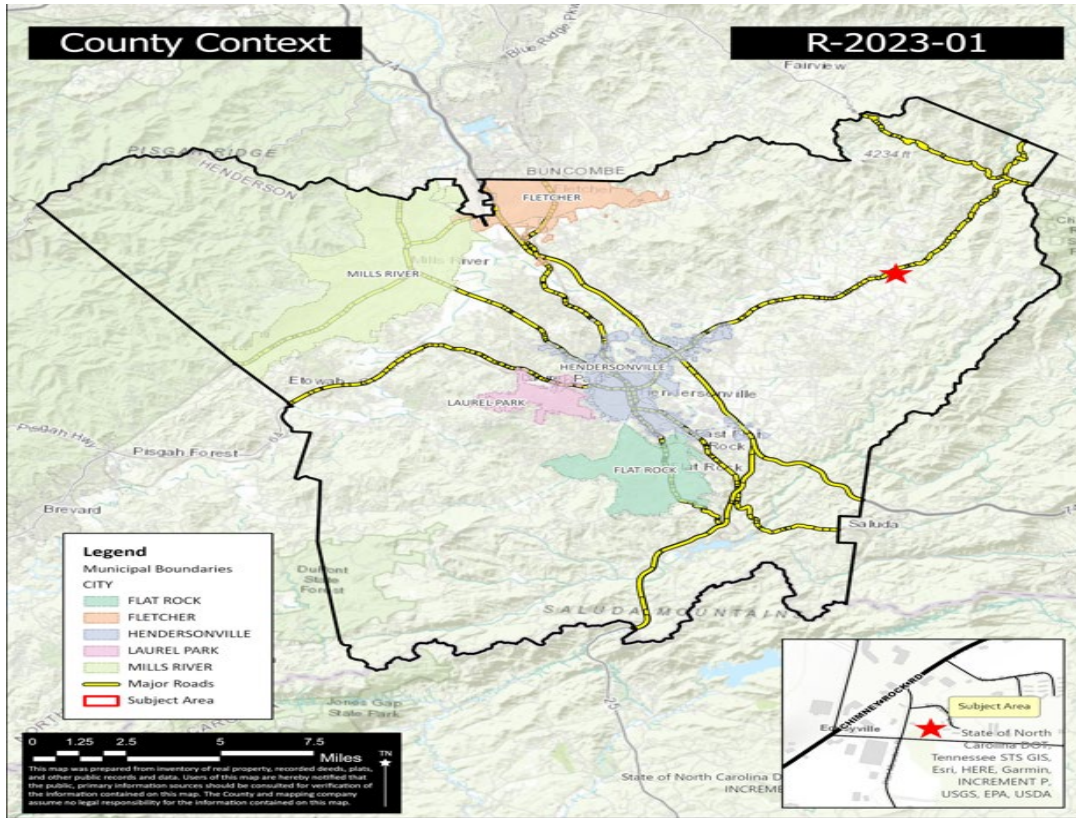 County Context
R-2023-01
Blue Ridge Pkwy
74
Fairview
PISGAH RIDGE
HENDERSON
4234 ft
BUNCOMBE
FLETCHER
Mills River
MILLS RIVER
HENDERSONVILLE
Hendersonville
Etowah
LAUREL PARK
East Flat
Rock
FLAT ROCK
Flat Rock
Pisgah Hwy
Pisgah Forest
Brevard
Saluda
74
DuPont
State
Forest
SALUDA MOUNTAINS
Jones Gap
State Park
25
Legend
Municipal Boundaries
CITY
FLAT ROCK
FLETCHER
HENDERSONVILLE
LAUREL PARK
MILLS RIVER
Major Roads
Subject Area
0 1.25 2.5 5 7.5
Miles
TN
This map was prepared from inventory of real property, recorded deeds, plats,
and other public records and data. Users of this map are hereby notified that
the public, primary information sources should be consulted for verification of
the information contained on this map. The County and mapping company
assume no legal responsibility for the information contained on this map.
State of North Carolina D
INCREME
CHIMNEY ROCK RD
Subject Area
Edneyville
State of North
Carolina DOT,
Tennessee STS GIS,
Esri, HERE, Garmin,
INCREMENT P,
USGS, EPA, USDA